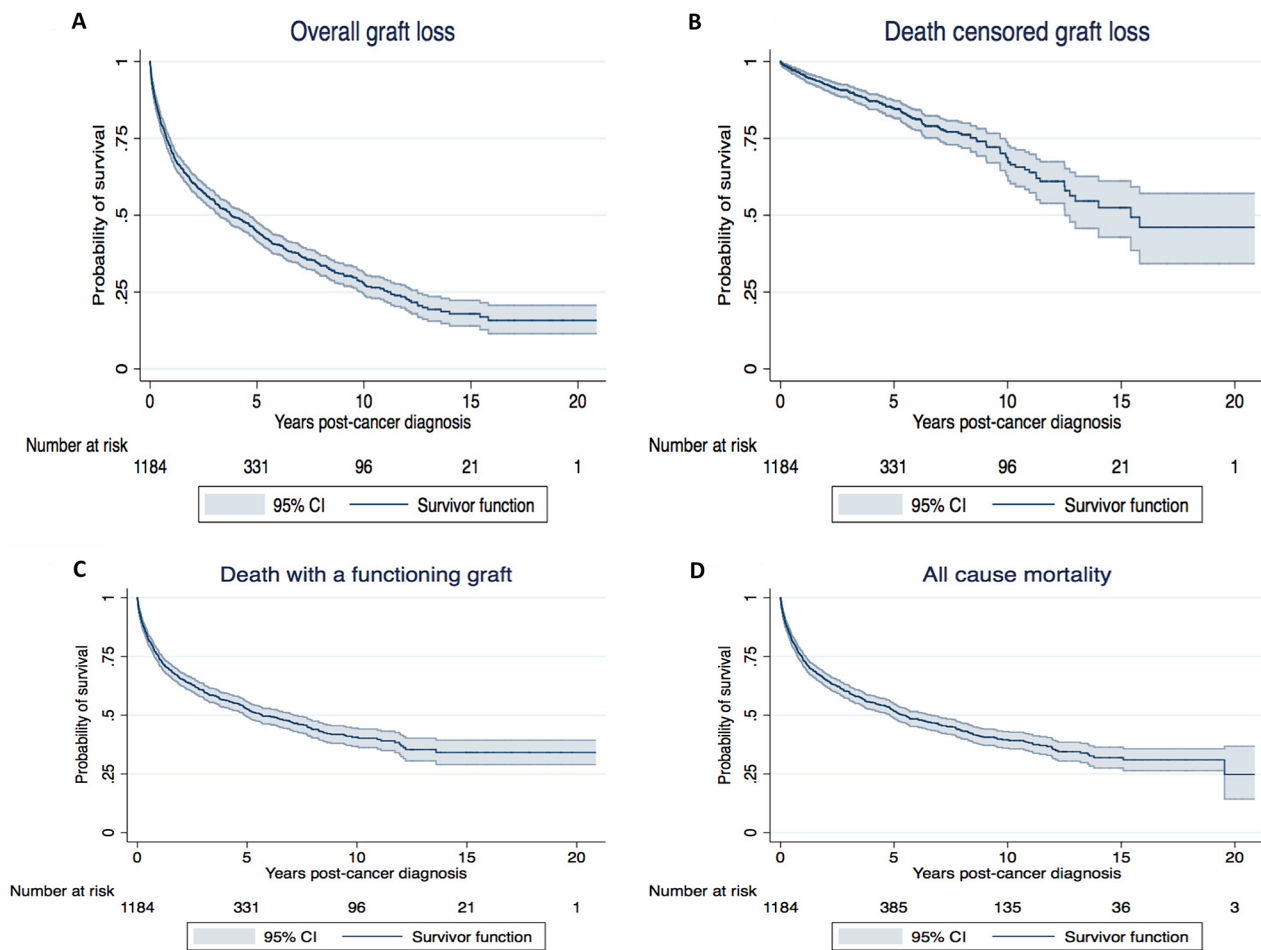 A
Overall graft loss
Probability of survival
1
.75
.5
.25
0
0 5 10 15 20
Years post-cancer diagnosis
Number at risk
1184 331 96 21 1
95% CI Survivor function
B
Death censored graft loss
Probability of survival
1
.75
.5
.25
0
0 5 10 15 20
Years post-cancer diagnosis
Number at risk
1184 331 96 21 1
95% CI Survivor function
C
Death with a functioning graft
Probability of survival
1
.75
.5
.25
0
0 5 10 15 20
Years post-cancer diagnosis
Number at risk
1184 331 96 21 1
95% CI Survivor function
D
All cause mortality
Probability of survival
1
.75
.5
.25
0
0 5 10 15 20
Years post-cancer diagnosis
Number at risk
1184 385 135 36 3
95% CI Survivor function